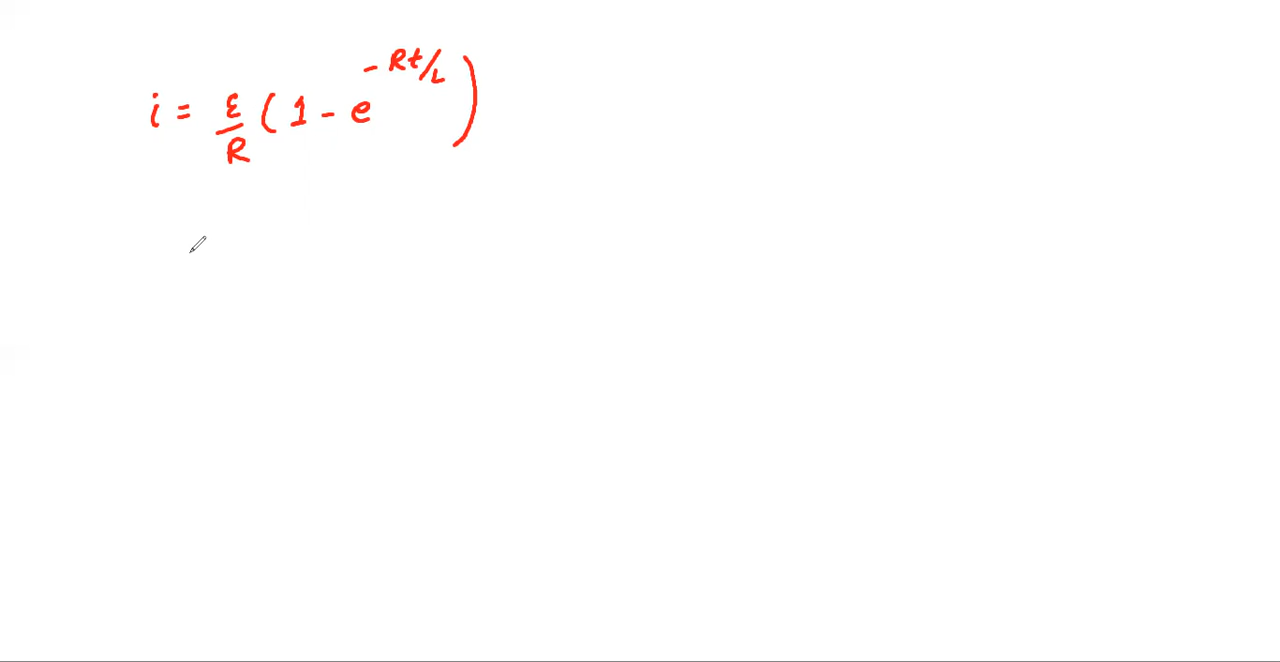 i = ε/R (1 - e^{-Rt/L})